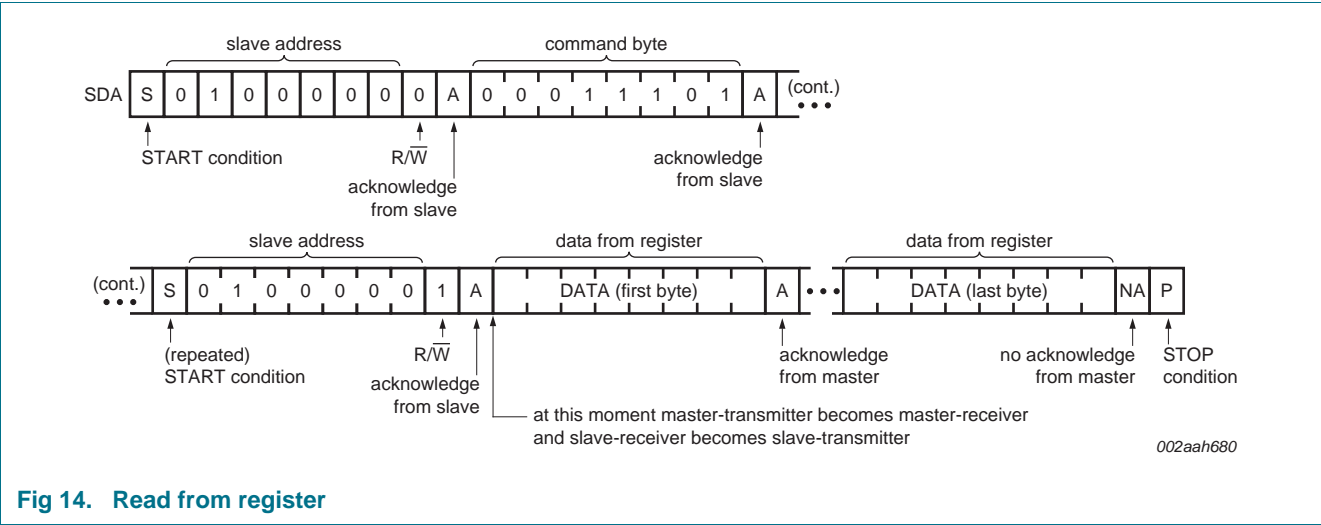 slave address command byte
SDA S 0 1 0 0 0 0 0 0 A 0 0 0 1 1 1 0 1 A (cont.)
START condition R/W̅ acknowledge
acknowledge from slave
from slave
slave address data from register data from register
(cont.) S 0 1 0 0 0 0 0 1 A DATA (first byte) A DATA (last byte) NA P
(repeated) R/W̅ acknowledge no acknowledge STOP
START condition acknowledge from master from master condition
from slave
at this moment master-transmitter becomes master-receiver
and slave-receiver becomes slave-transmitter
002aah680
Fig 14. Read from register